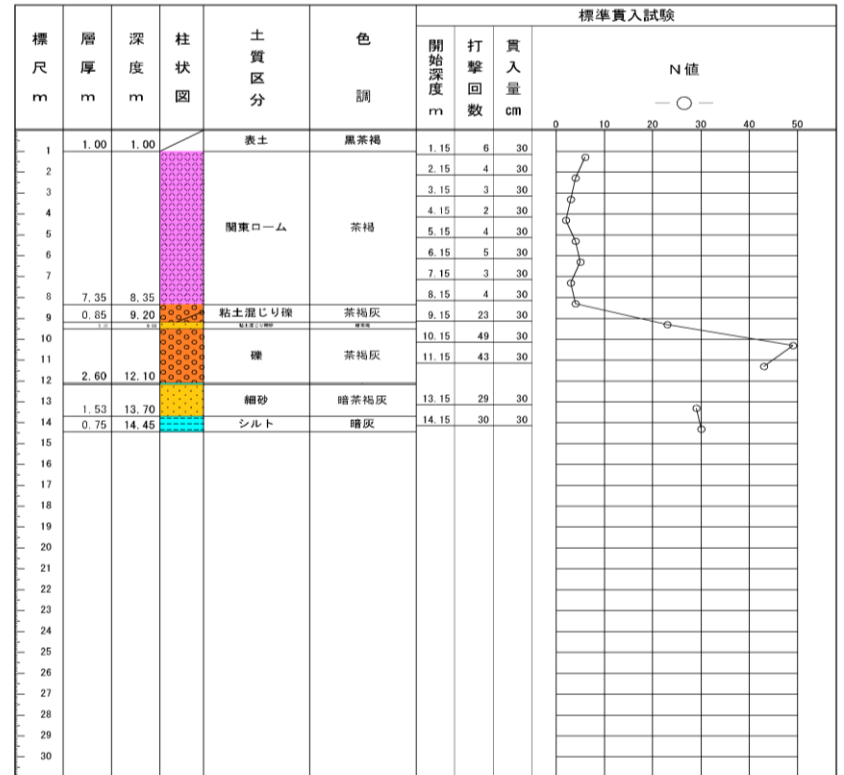 標尺 m
層厚 m
深度 m
柱状図
土質区分
色調
標準貫入試験
開始深度 m
打撃回数
貫入量 cm
N値
0 10 20 30 40 50
1.00 1.00 表土 黒茶褐
1 1.15 6 30
2 2.15 4 30
3 3.15 3 30
4 4.15 2 30
関東ローム 茶褐
5 5.15 4 30
6 6.15 5 30
7 7.15 3 30
8 7.35 8.35 8.15 4 30
9 0.85 9.20 粘土混じり礫 茶褐灰 9.15 23 30
10 10.15 49 30
礫 茶褐灰
11 11.15 43 30
12 2.60 12.10
細砂 暗茶褐灰
13 1.53 13.70 13.15 29 30
14 0.75 14.45 シルト 暗灰 14.15 30 30
15
16
17
18
19
20
21
22
23
24
25
26
27
28
29
30